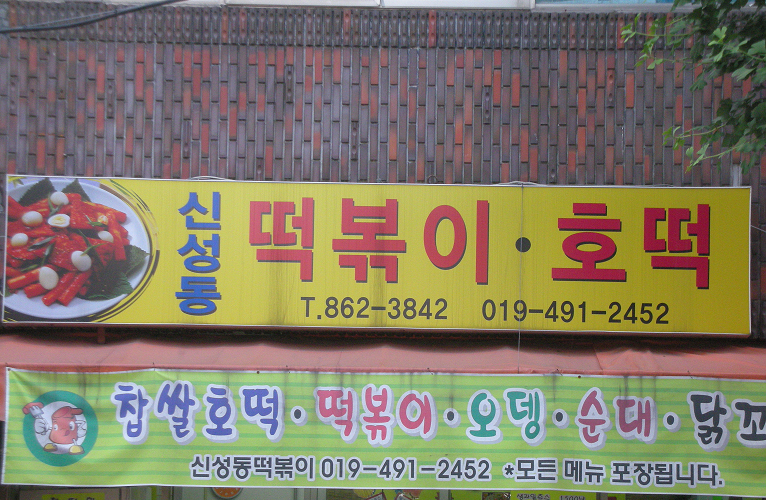 신성동 떡볶이·호떡
T.862-3842 019-491-2452
찹쌀호떡·떡볶이·오뎅·순대·닭꼬
신성동떡볶이 019-491-2452 *모든 메뉴 포장됩니다.